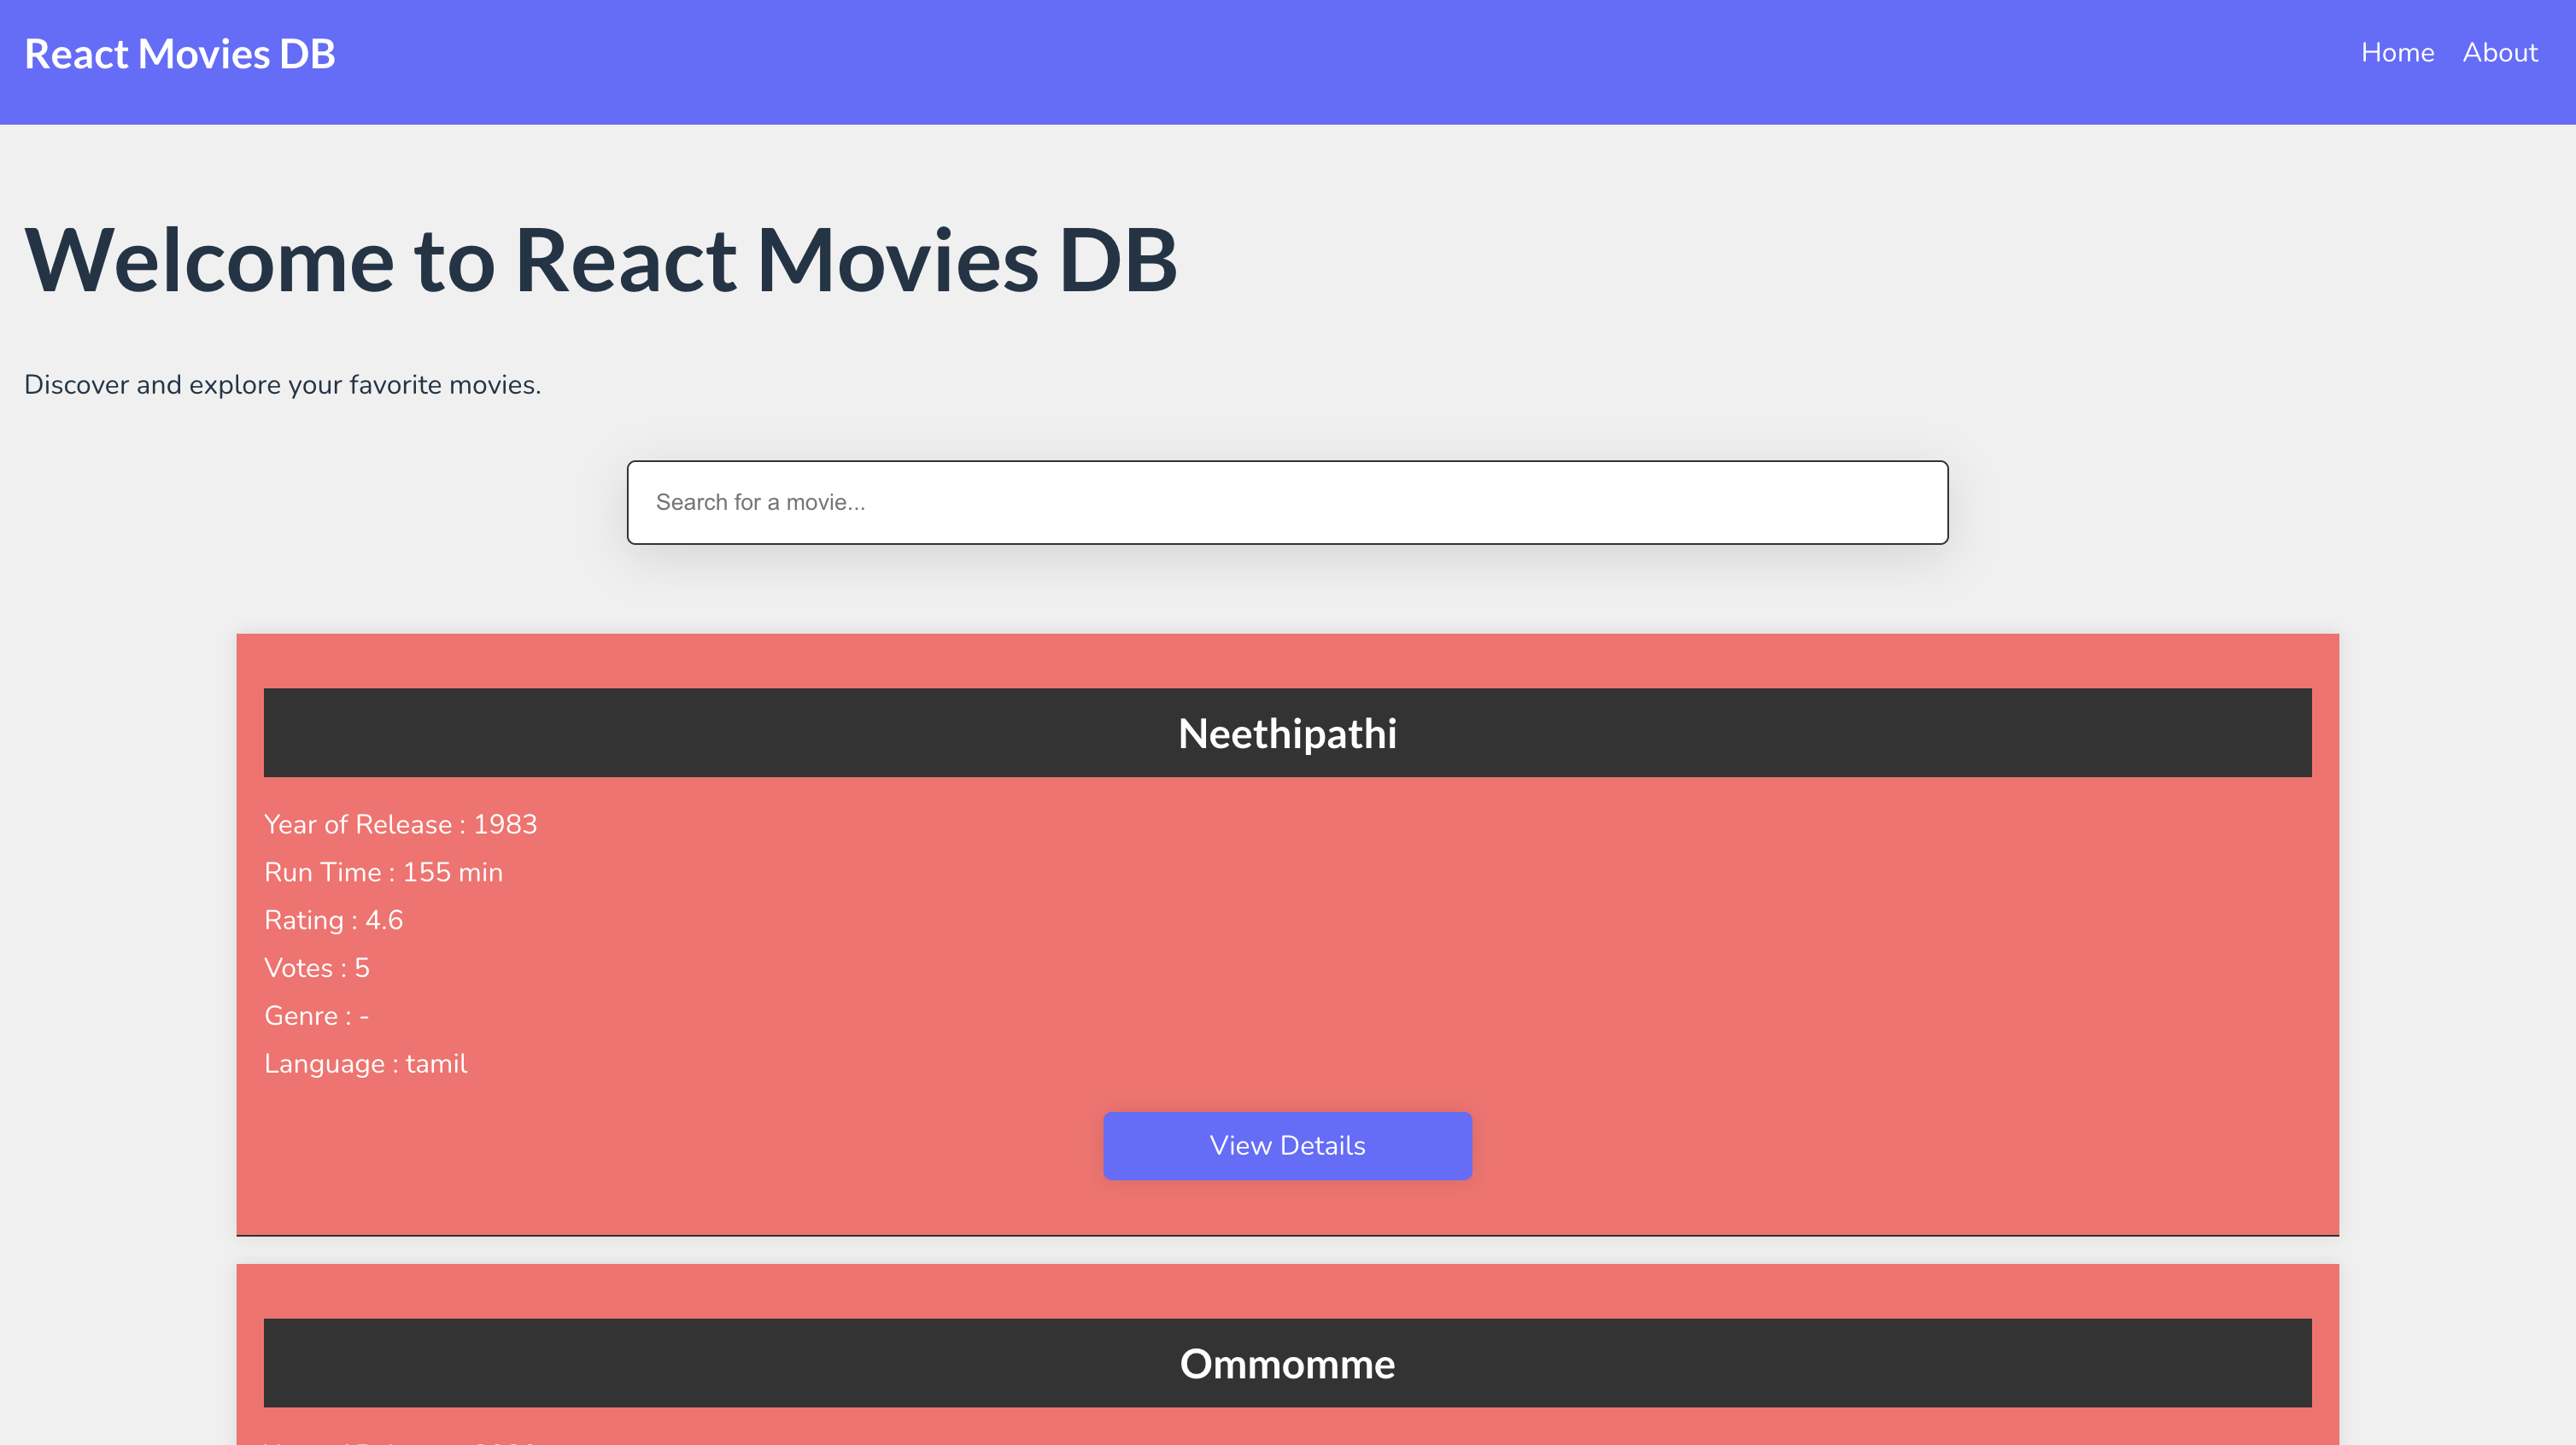 React Movies DB
Home About
Welcome to React Movies DB
Discover and explore your favorite movies.
Search for a movie...
Neethipathi
Year of Release : 1983
Run Time : 155 min
Rating : 4.6
Votes : 5
Genre : -
Language : tamil
View Details
Ommomme